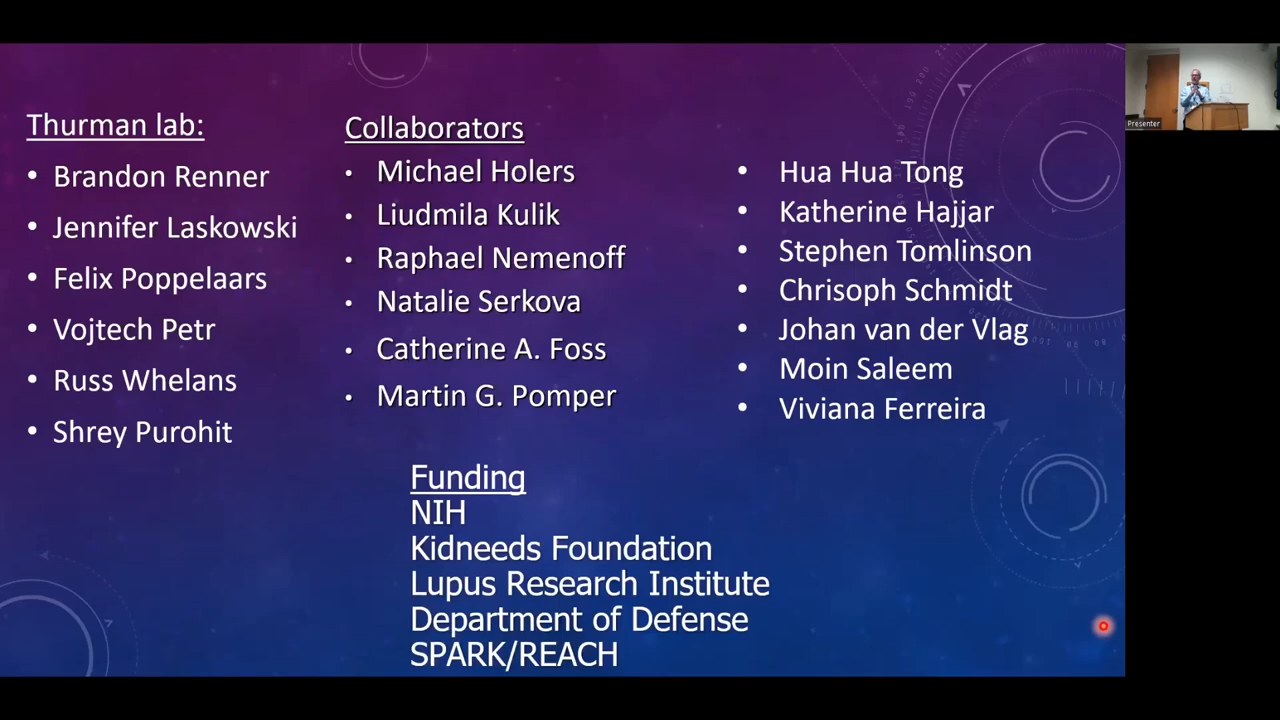 Thurman lab:
Brandon Renner
Jennifer Laskowski
Felix Poppelaars
Vojtech Petr
Russ Whelans
Shrey Purohit
Collaborators
Michael Holers
Liudmila Kulik
Raphael Nemenoff
Natalie Serkova
Catherine A. Foss
Martin G. Pomper
Hua Hua Tong
Katherine Hajjar
Stephen Tomlinson
Chrisoph Schmidt
Johan van der Vlag
Moin Saleem
Viviana Ferreira
Funding
NIH
Kidneeds Foundation
Lupus Research Institute
Department of Defense
SPARK/REACH
Presenter